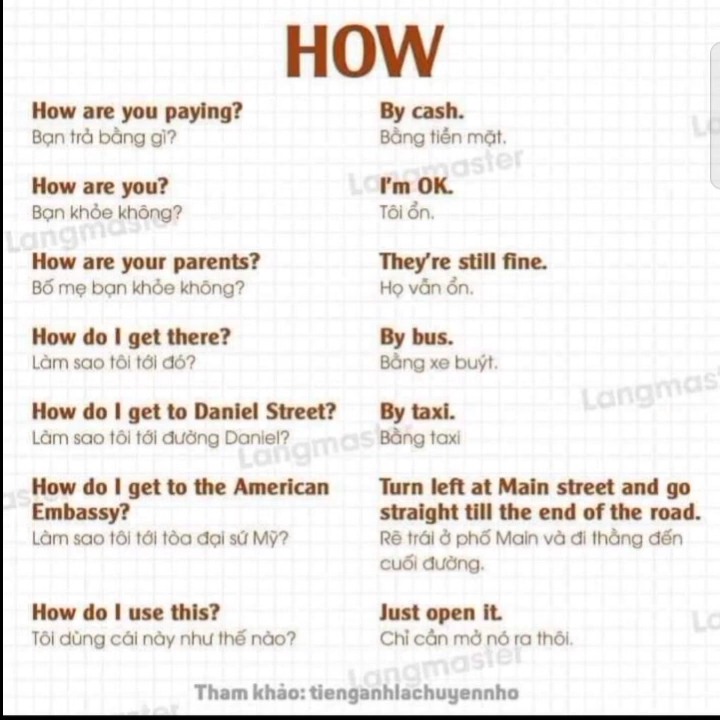 HOW
How are you paying?
Bạn trả bằng gì?
By cash.
Bằng tiền mặt.
How are you?
Bạn khỏe không?
I'm OK.
Tôi ổn.
How are your parents?
Bố mẹ bạn khỏe không?
They're still fine.
Họ vẫn ổn.
How do I get there?
Làm sao tôi tới đó?
By bus.
Bằng xe buýt.
How do I get to Daniel Street?
Làm sao tôi tới đường Daniel?
By taxi.
Bằng taxi
How do I get to the American
Embassy?
Làm sao tôi tới tòa đại sứ Mỹ?
Turn left at Main street and go
straight till the end of the road.
Rẽ trái ở phố Main và đi thẳng đến
cuối đường.
How do I use this?
Tôi dùng cái này như thế nào?
Just open it.
Chỉ cần mở nó ra thôi.
Tham khảo: tienganhlachuyennho
Langmaster
Langmaster
Langmas
Langmaster
Langmaster